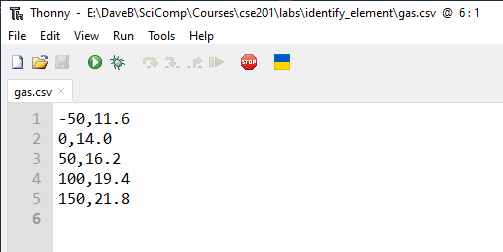 Thonny - E:\DaveB\SciComp\Courses\cse201\labs\identify_element\gas.csv @ 6 : 1
File Edit View Run Tools Help
STOP
gas.csv ×
1 -50,11.6
2 0,14.0
3 50,16.2
4 100,19.4
5 150,21.8
6